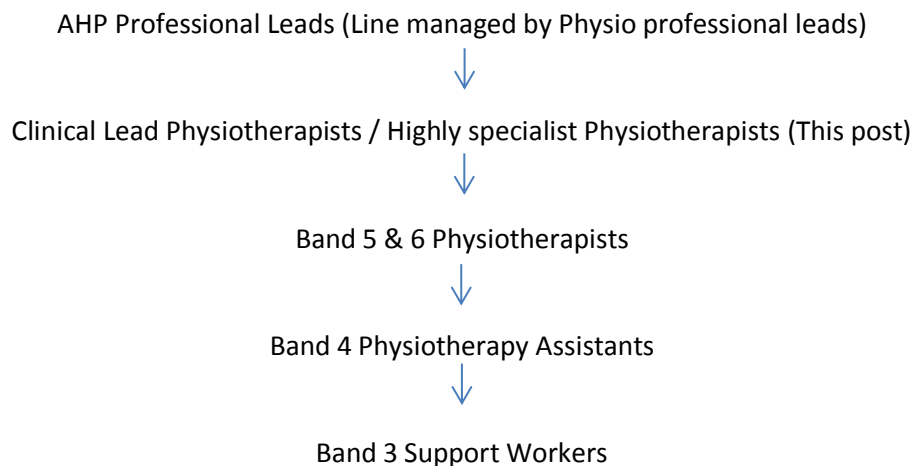 AHP Professional Leads (Line managed by Physio professional leads)
Clinical Lead Physiotherapists / Highly specialist Physiotherapists (This post)
Band 5 & 6 Physiotherapists
Band 4 Physiotherapy Assistants
Band 3 Support Workers